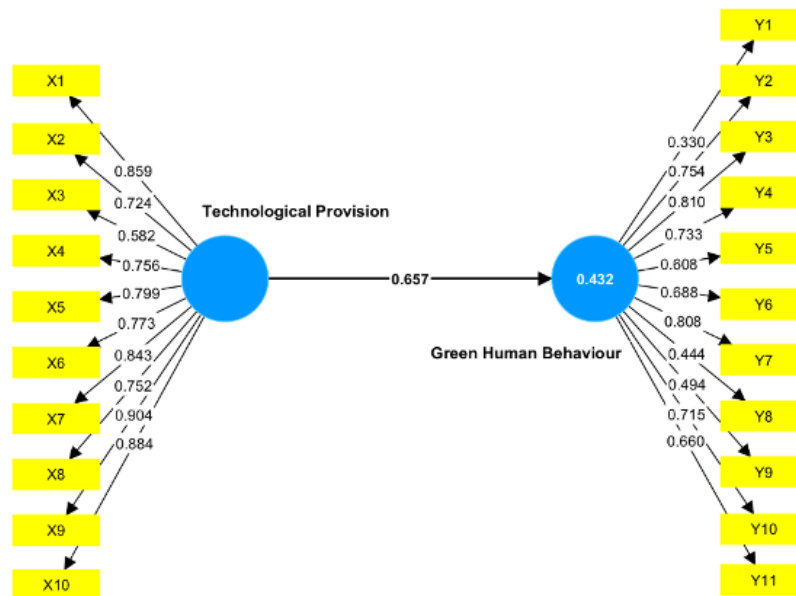 X1
X2
X3
X4
X5
X6
X7
X8
X9
X10
0.859
0.724
0.582
0.756
0.799
0.773
0.843
0.752
0.904
0.884
Technological Provision
0.657
0.432
Green Human Behaviour
0.330
0.754
0.810
0.733
0.608
0.688
0.808
0.444
0.494
0.715
0.660
Y1
Y2
Y3
Y4
Y5
Y6
Y7
Y8
Y9
Y10
Y11